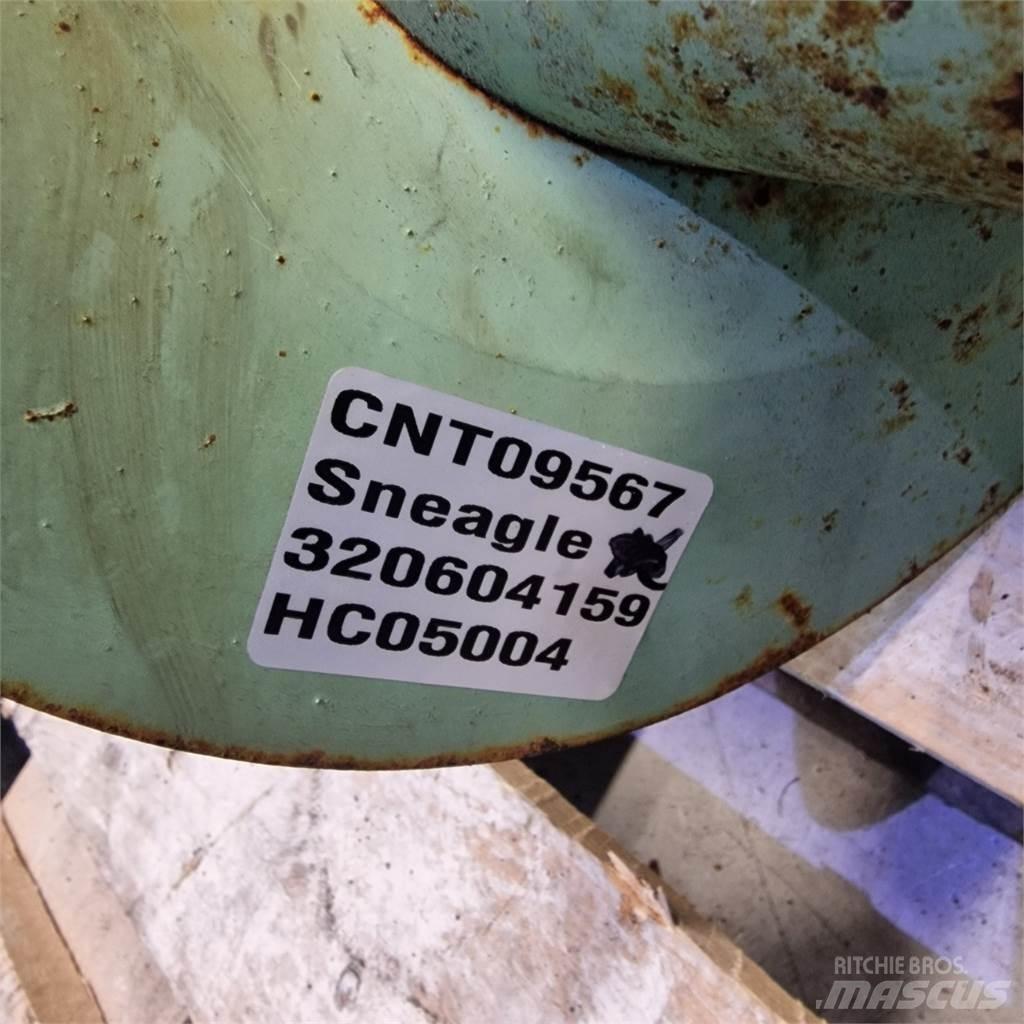 CNT09567
Sneagle
320604159
HC05004
RITCHIE BROS.
MASCUS